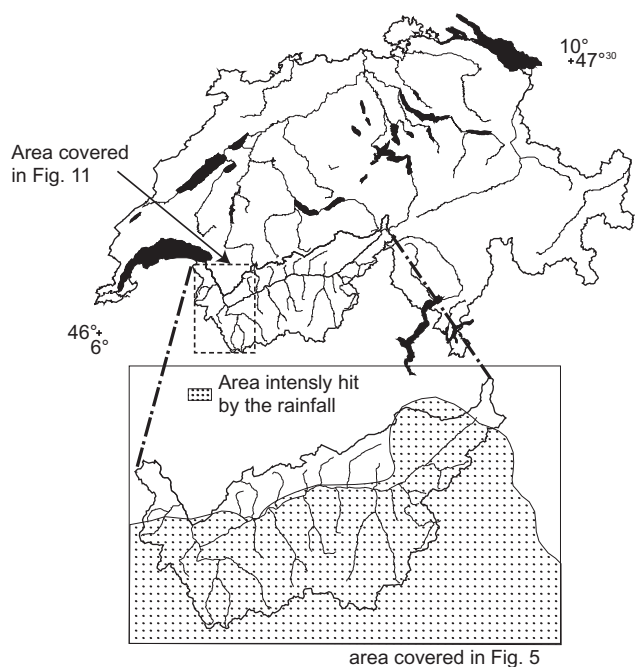 10°
+47°³⁰
Area covered
in Fig. 11
46°+
6°
Area intensly hit
by the rainfall
area covered in Fig. 5